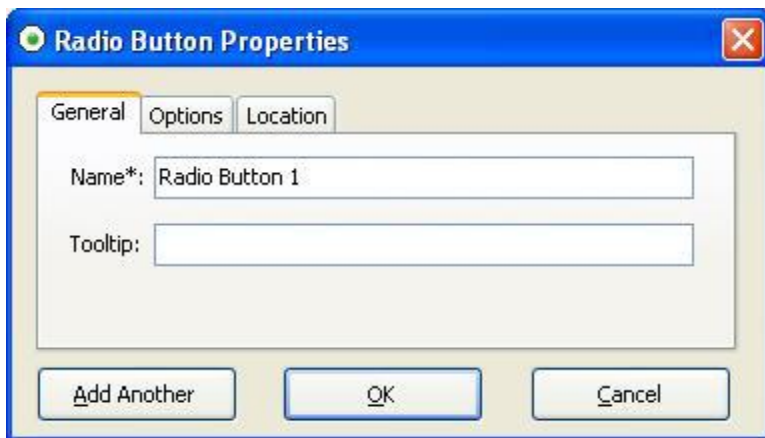 Radio Button Properties
General Options Location
Name*: Radio Button 1
Tooltip:
Add Another OK Cancel